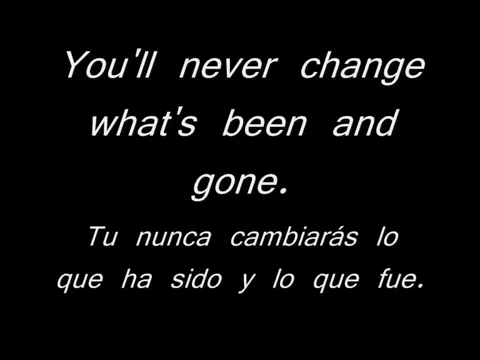 You'll never change
what's been and
gone.
Tu nunca cambiarás lo
que ha sido y lo que fue.